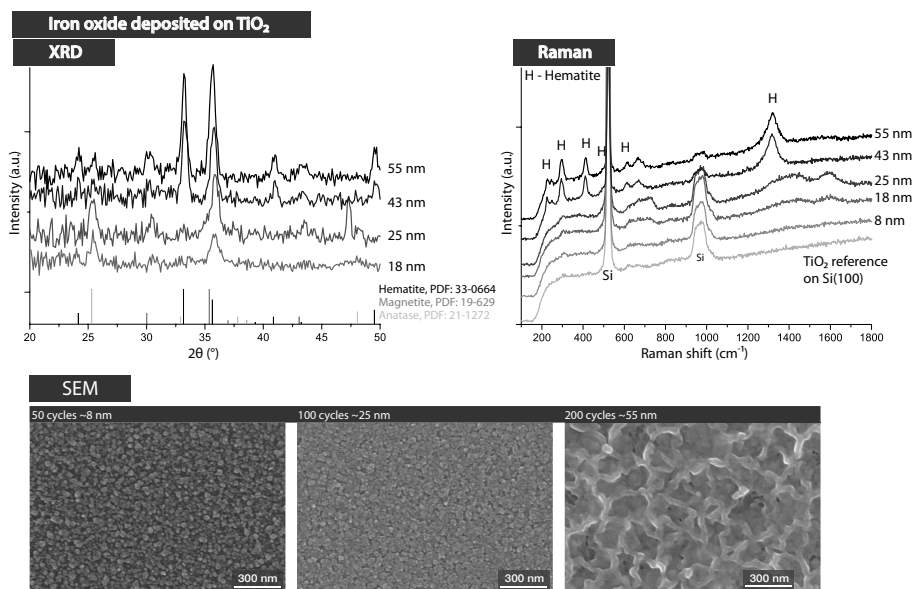 Iron oxide deposited on TiO₂
XRD
Intensity (a.u.)
55 nm
43 nm
25 nm
18 nm
Hematite, PDF: 33-0664
Magnetite, PDF: 19-629
Anatase, PDF: 21-1272
20 25 30 35 40 45 50
2θ (°)
Raman
H - Hematite
Intensity (a.u.)
H H H H H H
55 nm
43 nm
25 nm
18 nm
8 nm
TiO₂ reference
on Si(100)
Si Si
200 400 600 800 1000 1200 1400 1600 1800
Raman shift (cm⁻¹)
SEM
50 cycles ~8 nm
300 nm
100 cycles ~25 nm
300 nm
200 cycles ~55 nm
300 nm